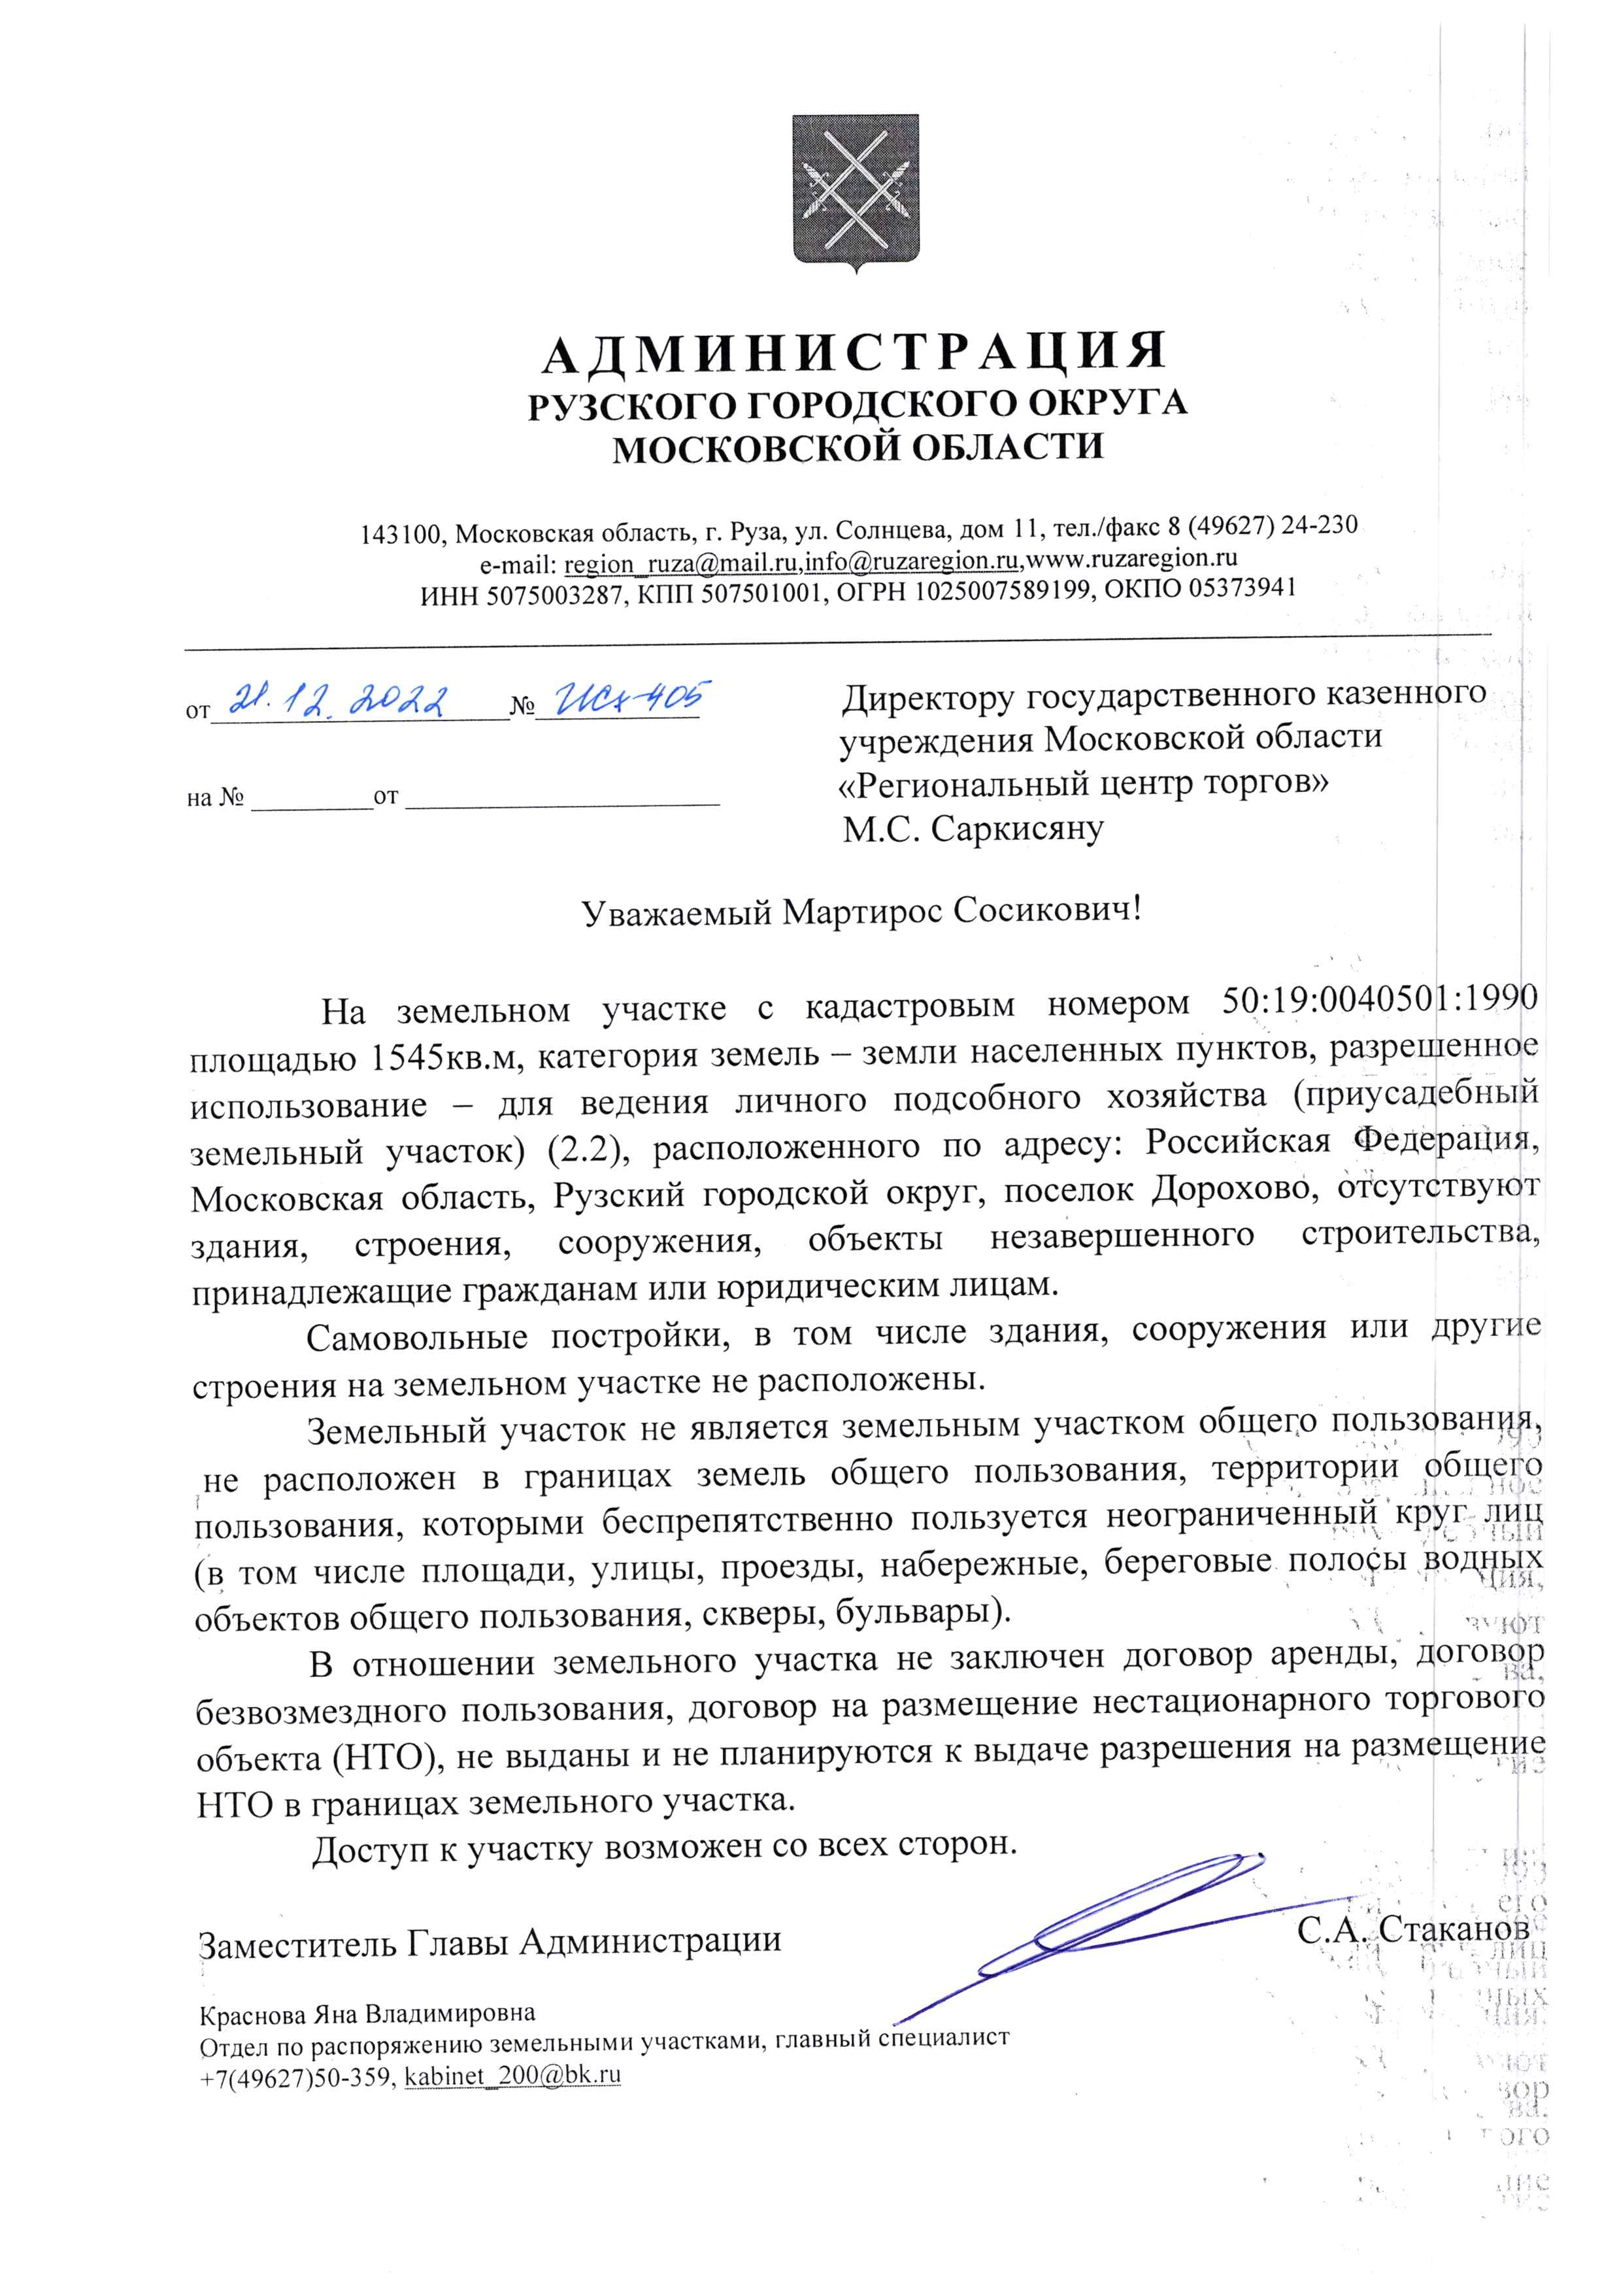 АДМИНИСТРАЦИЯ
РУЗСКОГО ГОРОДСКОГО ОКРУГА
МОСКОВСКОЙ ОБЛАСТИ
143100, Московская область, г. Руза, ул. Солнцева, дом 11, тел./факс 8 (49627) 24-230
e-mail: region_ruza@mail.ru,info@ruzaregion.ru,www.ruzaregion.ru
ИНН 5075003287, КПП 507501001, ОГРН 1025007589199, ОКПО 05373941
от 21.12.2022 № Исх-405
на № _________ от _______________________
Директору государственного казенного
учреждения Московской области
«Региональный центр торгов»
М.С. Саркисяну
Уважаемый Мартирос Сосикович!
На земельном участке с кадастровым номером 50:19:0040501:1990
площадью 1545кв.м, категория земель – земли населенных пунктов, разрешенное
использование – для ведения личного подсобного хозяйства (приусадебный
земельный участок) (2.2), расположенного по адресу: Российская Федерация,
Московская область, Рузский городской округ, поселок Дорохово, отсутствуют
здания, строения, сооружения, объекты незавершенного строительства,
принадлежащие гражданам или юридическим лицам.
Самовольные постройки, в том числе здания, сооружения или другие
строения на земельном участке не расположены.
Земельный участок не является земельным участком общего пользования,
не расположен в границах земель общего пользования, территории общего
пользования, которыми беспрепятственно пользуется неограниченный круг лиц
(в том числе площади, улицы, проезды, набережные, береговые полосы водных
объектов общего пользования, скверы, бульвары).
В отношении земельного участка не заключен договор аренды, договор
безвозмездного пользования, договор на размещение нестационарного торгового
объекта (НТО), не выданы и не планируются к выдаче разрешения на размещение
НТО в границах земельного участка.
Доступ к участку возможен со всех сторон.
Заместитель Главы Администрации С.А. Стаканов
Краснова Яна Владимировна
Отдел по распоряжению земельными участками, главный специалист
+7(49627)50-359, kabinet_200@bk.ru